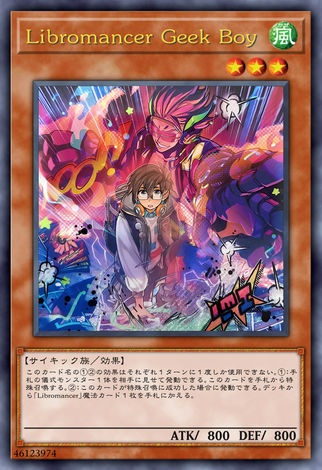 Libromancer Geek Boy
風
【サイキック族／効果】
このカード名の①②の効果はそれぞれ１ターンに１度しか使用できない。①：手
札の儀式モンスター１体を相手に見せて発動できる。このカードを手札から特
殊召喚する。②：このカードが特殊召喚に成功した場合に発動できる。デッキか
ら「Libromancer」魔法カード１枚を手札に加える。
ATK/ 800 DEF/ 800
46123974